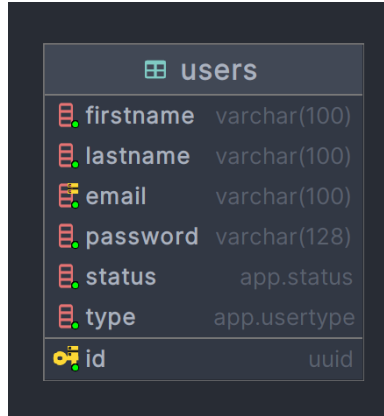 users
firstname varchar(100)
lastname varchar(100)
email varchar(100)
password varchar(128)
status app.status
type app.usertype
id uuid